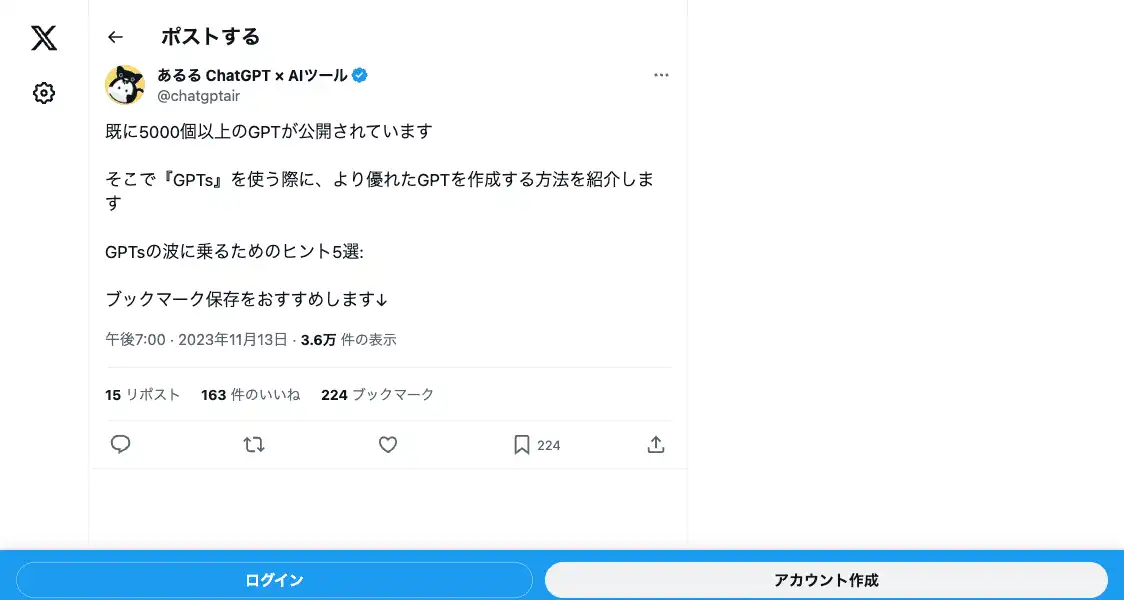 ポストする
あるる ChatGPT × AIツール
@chatgptair
既に5000個以上のGPTが公開されています
そこで『GPTs』を使う際に、より優れたGPTを作成する方法を紹介しま
す
GPTsの波に乗るためのヒント5選:
ブックマーク保存をおすすめします↓
午後7:00 · 2023年11月13日 · 3.6万 件の表示
15 リポスト 163 件のいいね 224 ブックマーク
224
ログイン アカウント作成